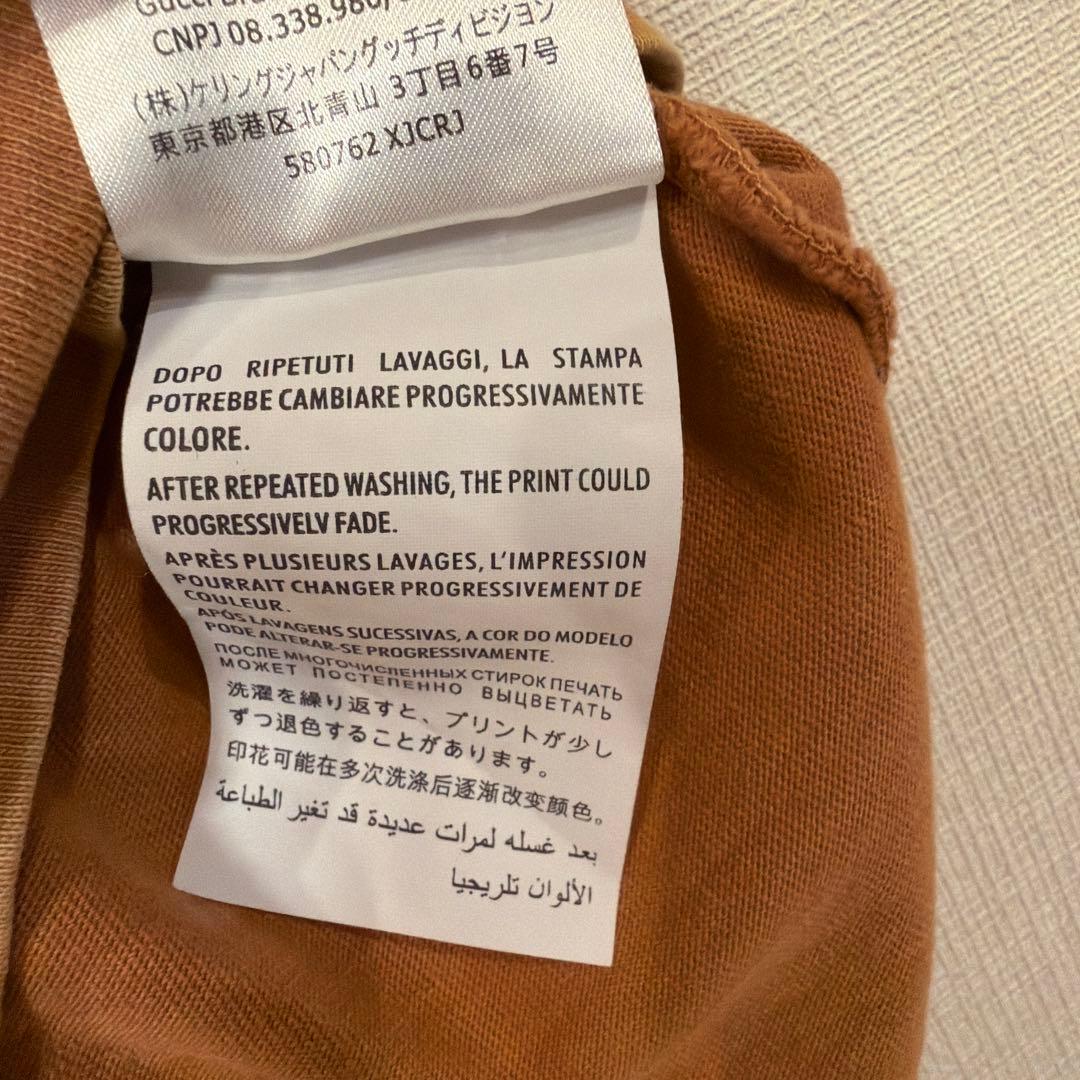 CNPJ 08.338.980/
(株)ケリングジャパングッチディビジョン
東京都港区北青山 3丁目6番7号
580762 XJCRJ
DOPO RIPETUTI LAVAGGI, LA STAMPA
POTREBBE CAMBIARE PROGRESSIVAMENTE
COLORE.
AFTER REPEATED WASHING, THE PRINT COULD
PROGRESSIVELV FADE.
APRÈS PLUSIEURS LAVAGES, L'IMPRESSION
POURRAIT CHANGER PROGRESSIVEMENT DE
COULEUR.
APÓS LAVAGENS SUCESSIVAS, A COR DO MODELO
PODE ALTERAR-SE PROGRESSIVAMENTE.
ПОСЛЕ МНОГОЧИСЛЕННЫХ СТИРОК ПЕЧАТЬ
МОЖЕТ ПОСТЕПЕННО ВЫЦВЕТАТЬ
洗濯を繰り返すと、プリントが少し
ずつ退色することがあります。
印花可能在多次洗涤后逐渐改变颜色。
بعد غسله لمرات عديدة قد تغير الطباعة
الألوان تلريجيا